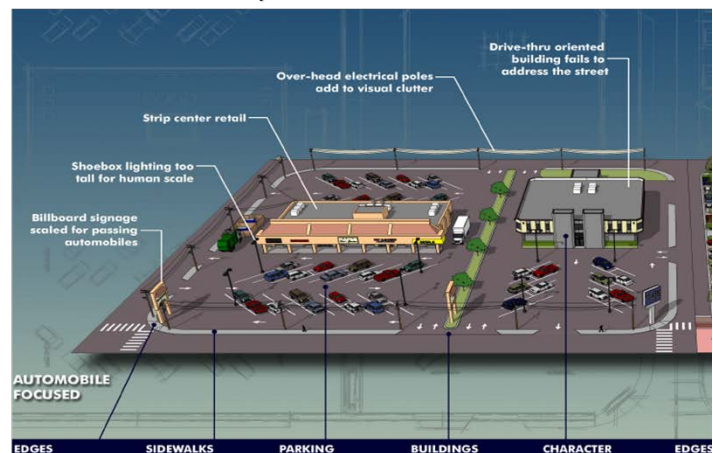 Drive-thru oriented
building fails to
address the street
Over-head electrical poles
add to visual clutter
Strip center retail
Shoebox lighting too
tall for human scale
Billboard signage
scaled for passing
automobiles
AUTOMOBILE
FOCUSED
EDGES SIDEWALKS PARKING BUILDINGS CHARACTER EDGES